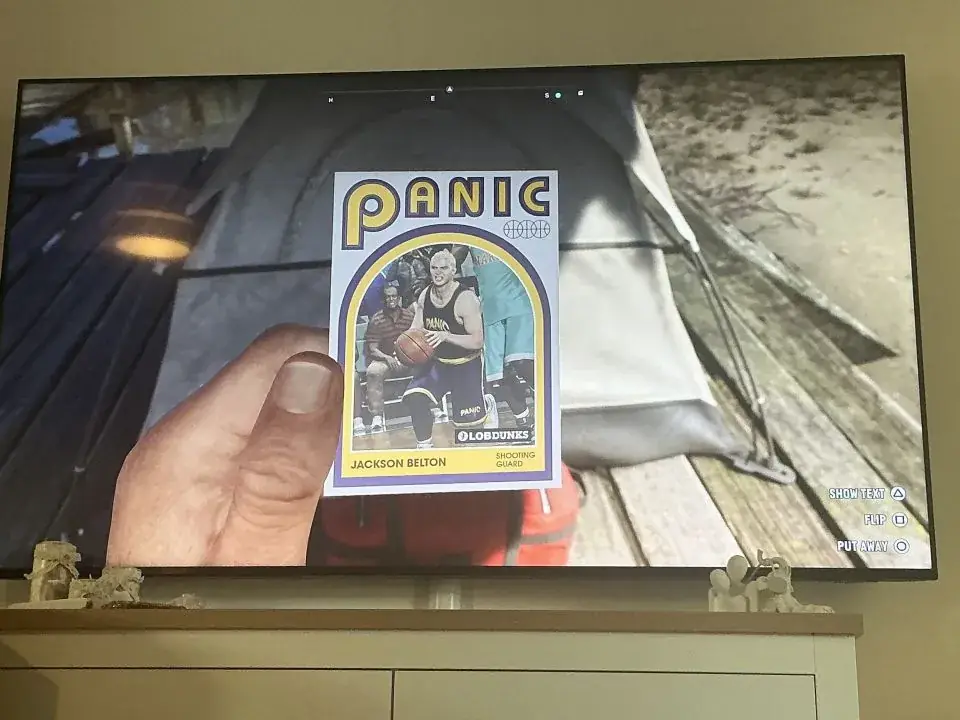 N E S
PANIC
PANIC
PANIC
LOBDUNKS
JACKSON BELTON
SHOOTING
GUARD
SHOW TEXT
FLIP
PUT AWAY